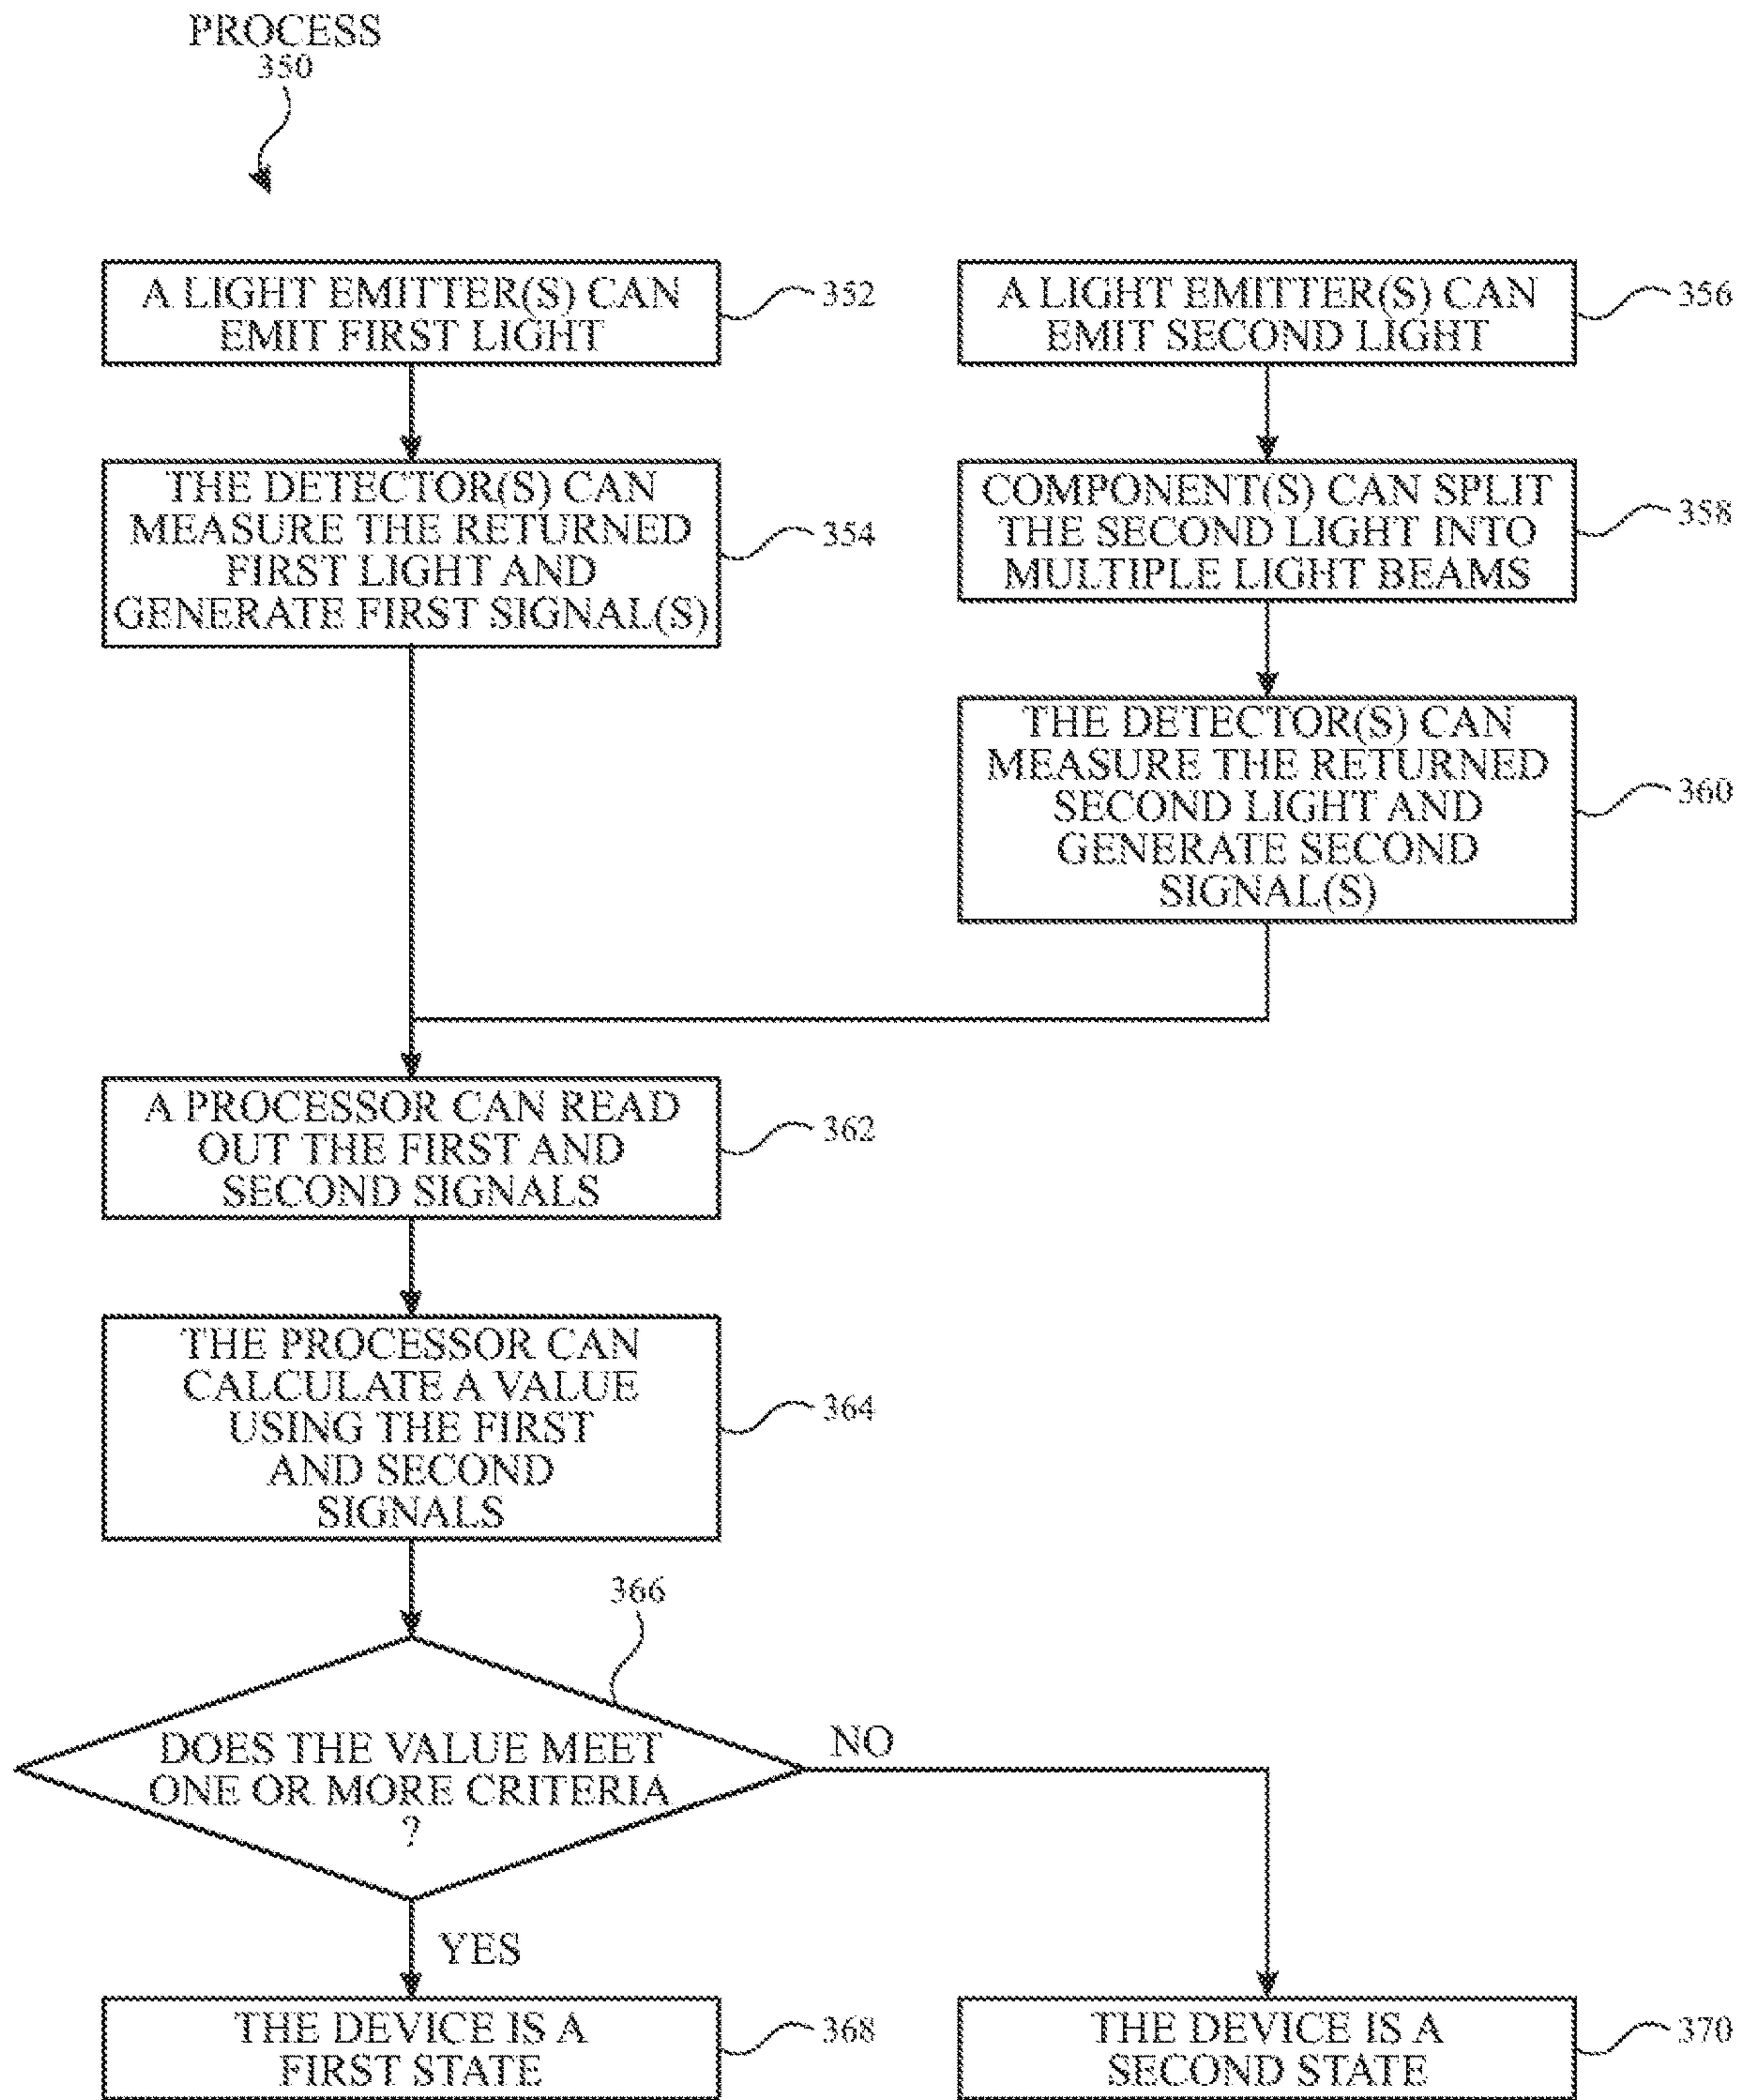 PROCESS
350
A LIGHT EMITTER(S) CAN
EMIT FIRST LIGHT
352
THE DETECTOR(S) CAN
MEASURE THE RETURNED
FIRST LIGHT AND
GENERATE FIRST SIGNAL(S)
354
A LIGHT EMITTER(S) CAN
EMIT SECOND LIGHT
356
COMPONENT(S) CAN SPLIT
THE SECOND LIGHT INTO
MULTIPLE LIGHT BEAMS
358
THE DETECTOR(S) CAN
MEASURE THE RETURNED
SECOND LIGHT AND
GENERATE SECOND
SIGNAL(S)
360
A PROCESSOR CAN READ
OUT THE FIRST AND
SECOND SIGNALS
362
THE PROCESSOR CAN
CALCULATE A VALUE
USING THE FIRST
AND SECOND
SIGNALS
364
366
DOES THE VALUE MEET
ONE OR MORE CRITERIA
?
NO
YES
THE DEVICE IS A
FIRST STATE
368
THE DEVICE IS A
SECOND STATE
370